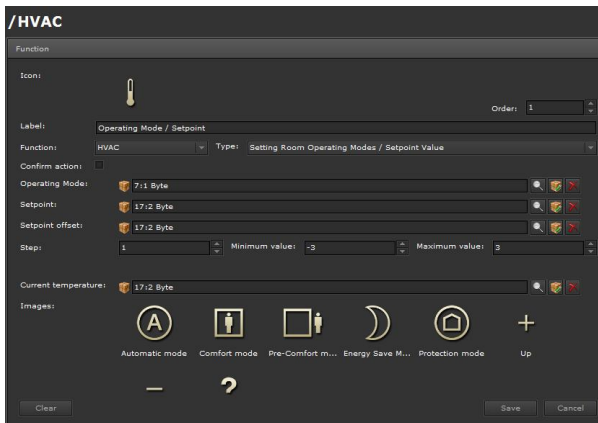 /HVAC
Function
Icon:
Order: 1
Label: Operating Mode / Setpoint
Function: HVAC Type: Setting Room Operating Modes / Setpoint Value
Confirm action:
Operating Mode: 7:1 Byte
Setpoint: 17:2 Byte
Setpoint offset: 17:2 Byte
Step: 1 Minimum value: -3 Maximum value: 3
Current temperature: 17:2 Byte
Images:
A
Automatic mode Comfort mode Pre-Comfort m... Energy Save M... Protection mode Up
?
Clear Save Cancel